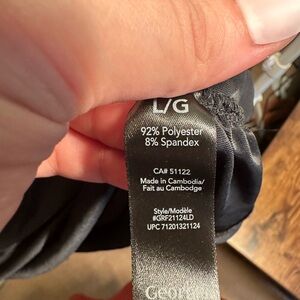 L/G
92% Polyester
8% Spandex
CA# 51122
Made in Cambodia/
Fait au Cambodge
Style/Modèle
#GRF21124LD
UPC 71201321124